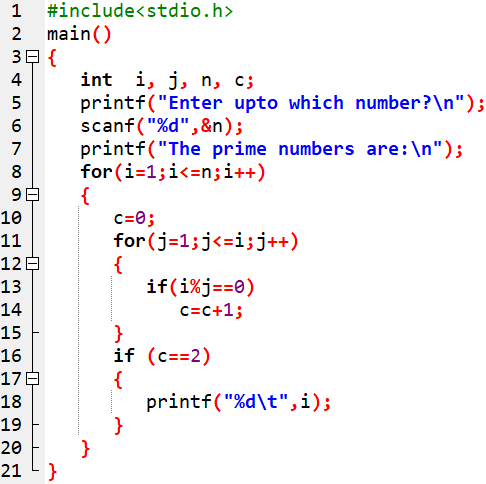 1 #include<stdio.h>
2 main()
3 {
4 int i, j, n, c;
5 printf("Enter upto which number?\n");
6 scanf("%d",&n);
7 printf("The prime numbers are:\n");
8 for(i=1;i<=n;i++)
9 {
10 c=0;
11 for(j=1;j<=i;j++)
12 {
13 if(i%j==0)
14 c=c+1;
15 }
16 if (c==2)
17 {
18 printf("%d\t",i);
19 }
20 }
21 }